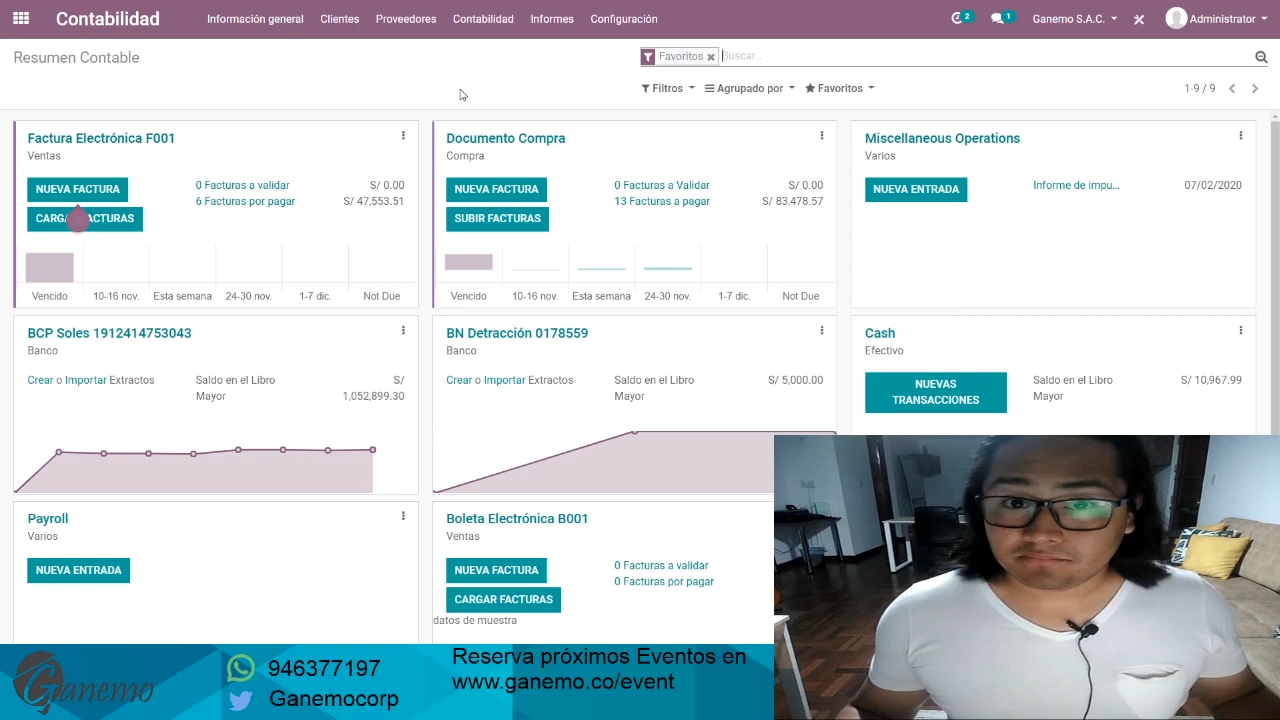 Contabilidad
Información general
Clientes
Proveedores
Contabilidad
Informes
Configuración
2
1
Ganemo S.A.C.
Administrator
Resumen Contable
Favoritos
Buscar...
Filtros
Agrupado por
Favoritos
1-9 / 9
Factura Electrónica F001
Ventas
NUEVA FACTURA
0 Facturas a validar
S/ 0.00
6 Facturas por pagar
S/ 47,553.51
Vencido
10-16 nov.
Esta semana
24-30 nov.
1-7 dic.
Not Due
Documento Compra
Compra
NUEVA FACTURA
0 Facturas a Validar
S/ 0.00
13 Facturas a pagar
S/ 83,478.57
SUBIR FACTURAS
Vencido
10-16 nov.
Esta semana
24-30 nov.
1-7 dic.
Not Due
Miscellaneous Operations
Varios
NUEVA ENTRADA
Informe de impu...
07/02/2020
BCP Soles 1912414753043
Banco
Crear o Importar Extractos
Saldo en el Libro
Mayor
S/
1,052,899.30
BN Detracción 0178559
Banco
Crear o Importar Extractos
Saldo en el Libro
Mayor
S/ 5,000.00
Cash
Efectivo
NUEVAS
TRANSACCIONES
Saldo en el Libro
Mayor
S/ 10,967.99
Payroll
Varios
NUEVA ENTRADA
Boleta Electrónica B001
Ventas
NUEVA FACTURA
0 Facturas a validar
0 Facturas por pagar
CARGAR FACTURAS
datos de muestra
Ganemo
946377197
Ganemocorp
Reserva próximos Eventos en
www.ganemo.co/event